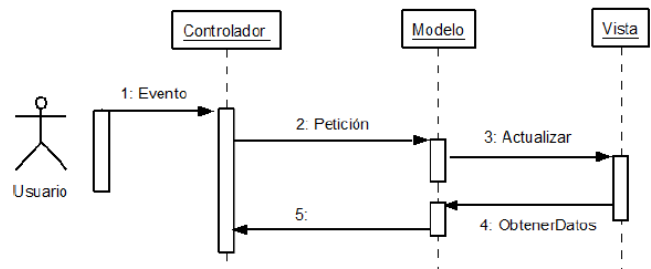 Controlador
Modelo
Vista
1: Evento
2: Petición
3: Actualizar
Usuario
5:
4: ObtenerDatos